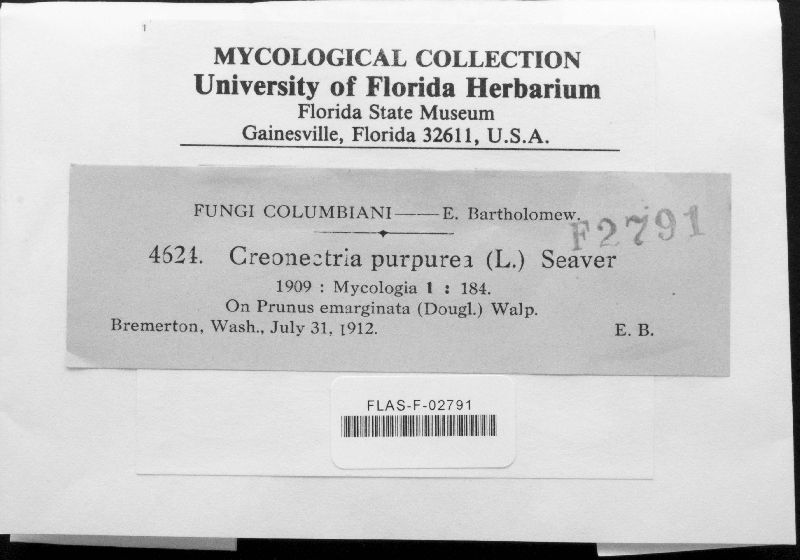 MYCOLOGICAL COLLECTION
University of Florida Herbarium
Florida State Museum
Gainesville, Florida 32611, U.S.A.
FUNGI COLUMBIANI—E. Bartholomew.
F2791
4624. Creonectria purpurea (L.) Seaver
1909 : Mycologia 1 : 184.
On Prunus emarginata (Dougl.) Walp.
Bremerton, Wash., July 31, 1912. E. B.
FLAS-F-02791